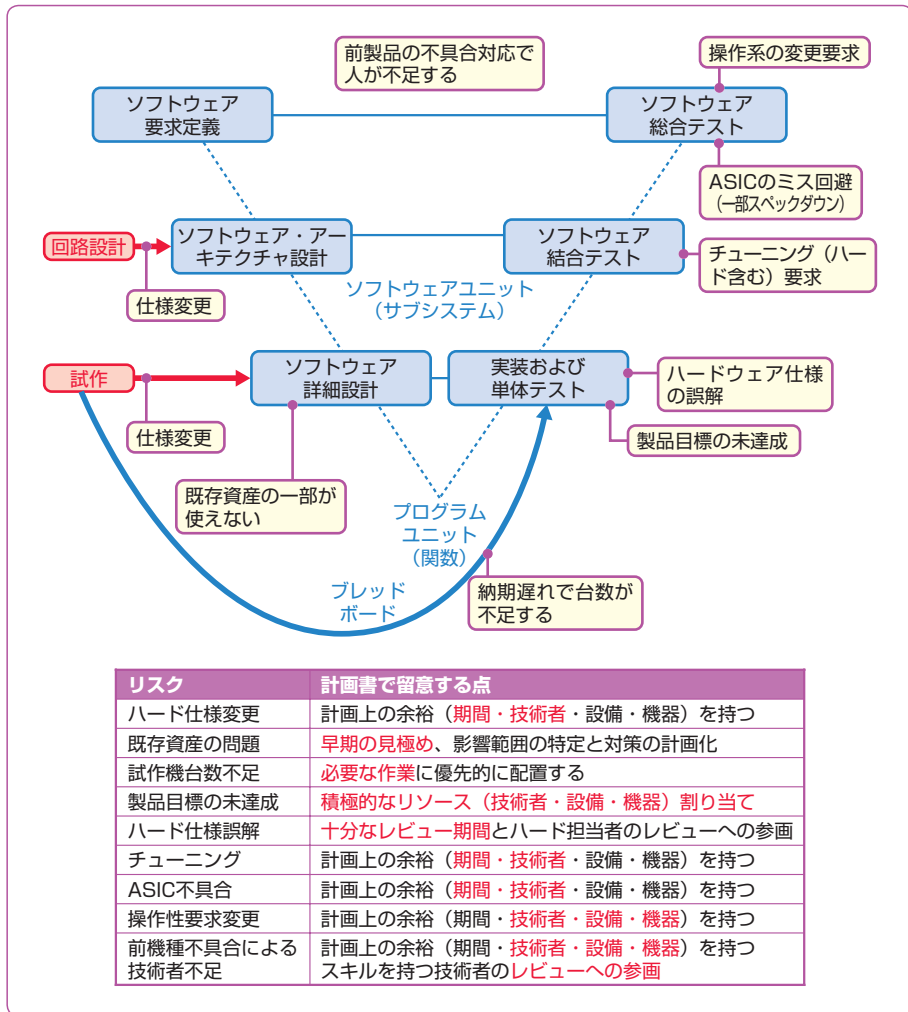 前製品の不具合対応で
人が不足する
操作系の変更要求
ソフトウェア
要求定義
ソフトウェア
総合テスト
ASICのミス回避
(一部スペックダウン)
回路設計
ソフトウェア・アー
キテクチャ設計
ソフトウェア
結合テスト
チューニング（ハー
ド含む）要求
仕様変更
ソフトウェアユニット
（サブシステム）
試作
ソフトウェア
詳細設計
実装および
単体テスト
ハードウェア仕様
の誤解
仕様変更
製品目標の未達成
既存資産の一部が
使えない
プログラム
ユニット
（関数）
ブレッド
ボード
納期遅れで台数が
不足する
リスク 計画書で留意する点
ハード仕様変更 計画上の余裕（期間・技術者・設備・機器）を持つ
既存資産の問題 早期の見極め、影響範囲の特定と対策の計画化
試作機台数不足 必要な作業に優先的に配置する
製品目標の未達成 積極的なリソース（技術者・設備・機器）割り当て
ハード仕様誤解 十分なレビュー期間とハード担当者のレビューへの参画
チューニング 計画上の余裕（期間・技術者・設備・機器）を持つ
ASIC不具合 計画上の余裕（期間・技術者・設備・機器）を持つ
操作性要求変更 計画上の余裕（期間・技術者・設備・機器）を持つ
前機種不具合による 計画上の余裕（期間・技術者・設備・機器）を持つ
技術者不足 スキルを持つ技術者のレビューへの参画